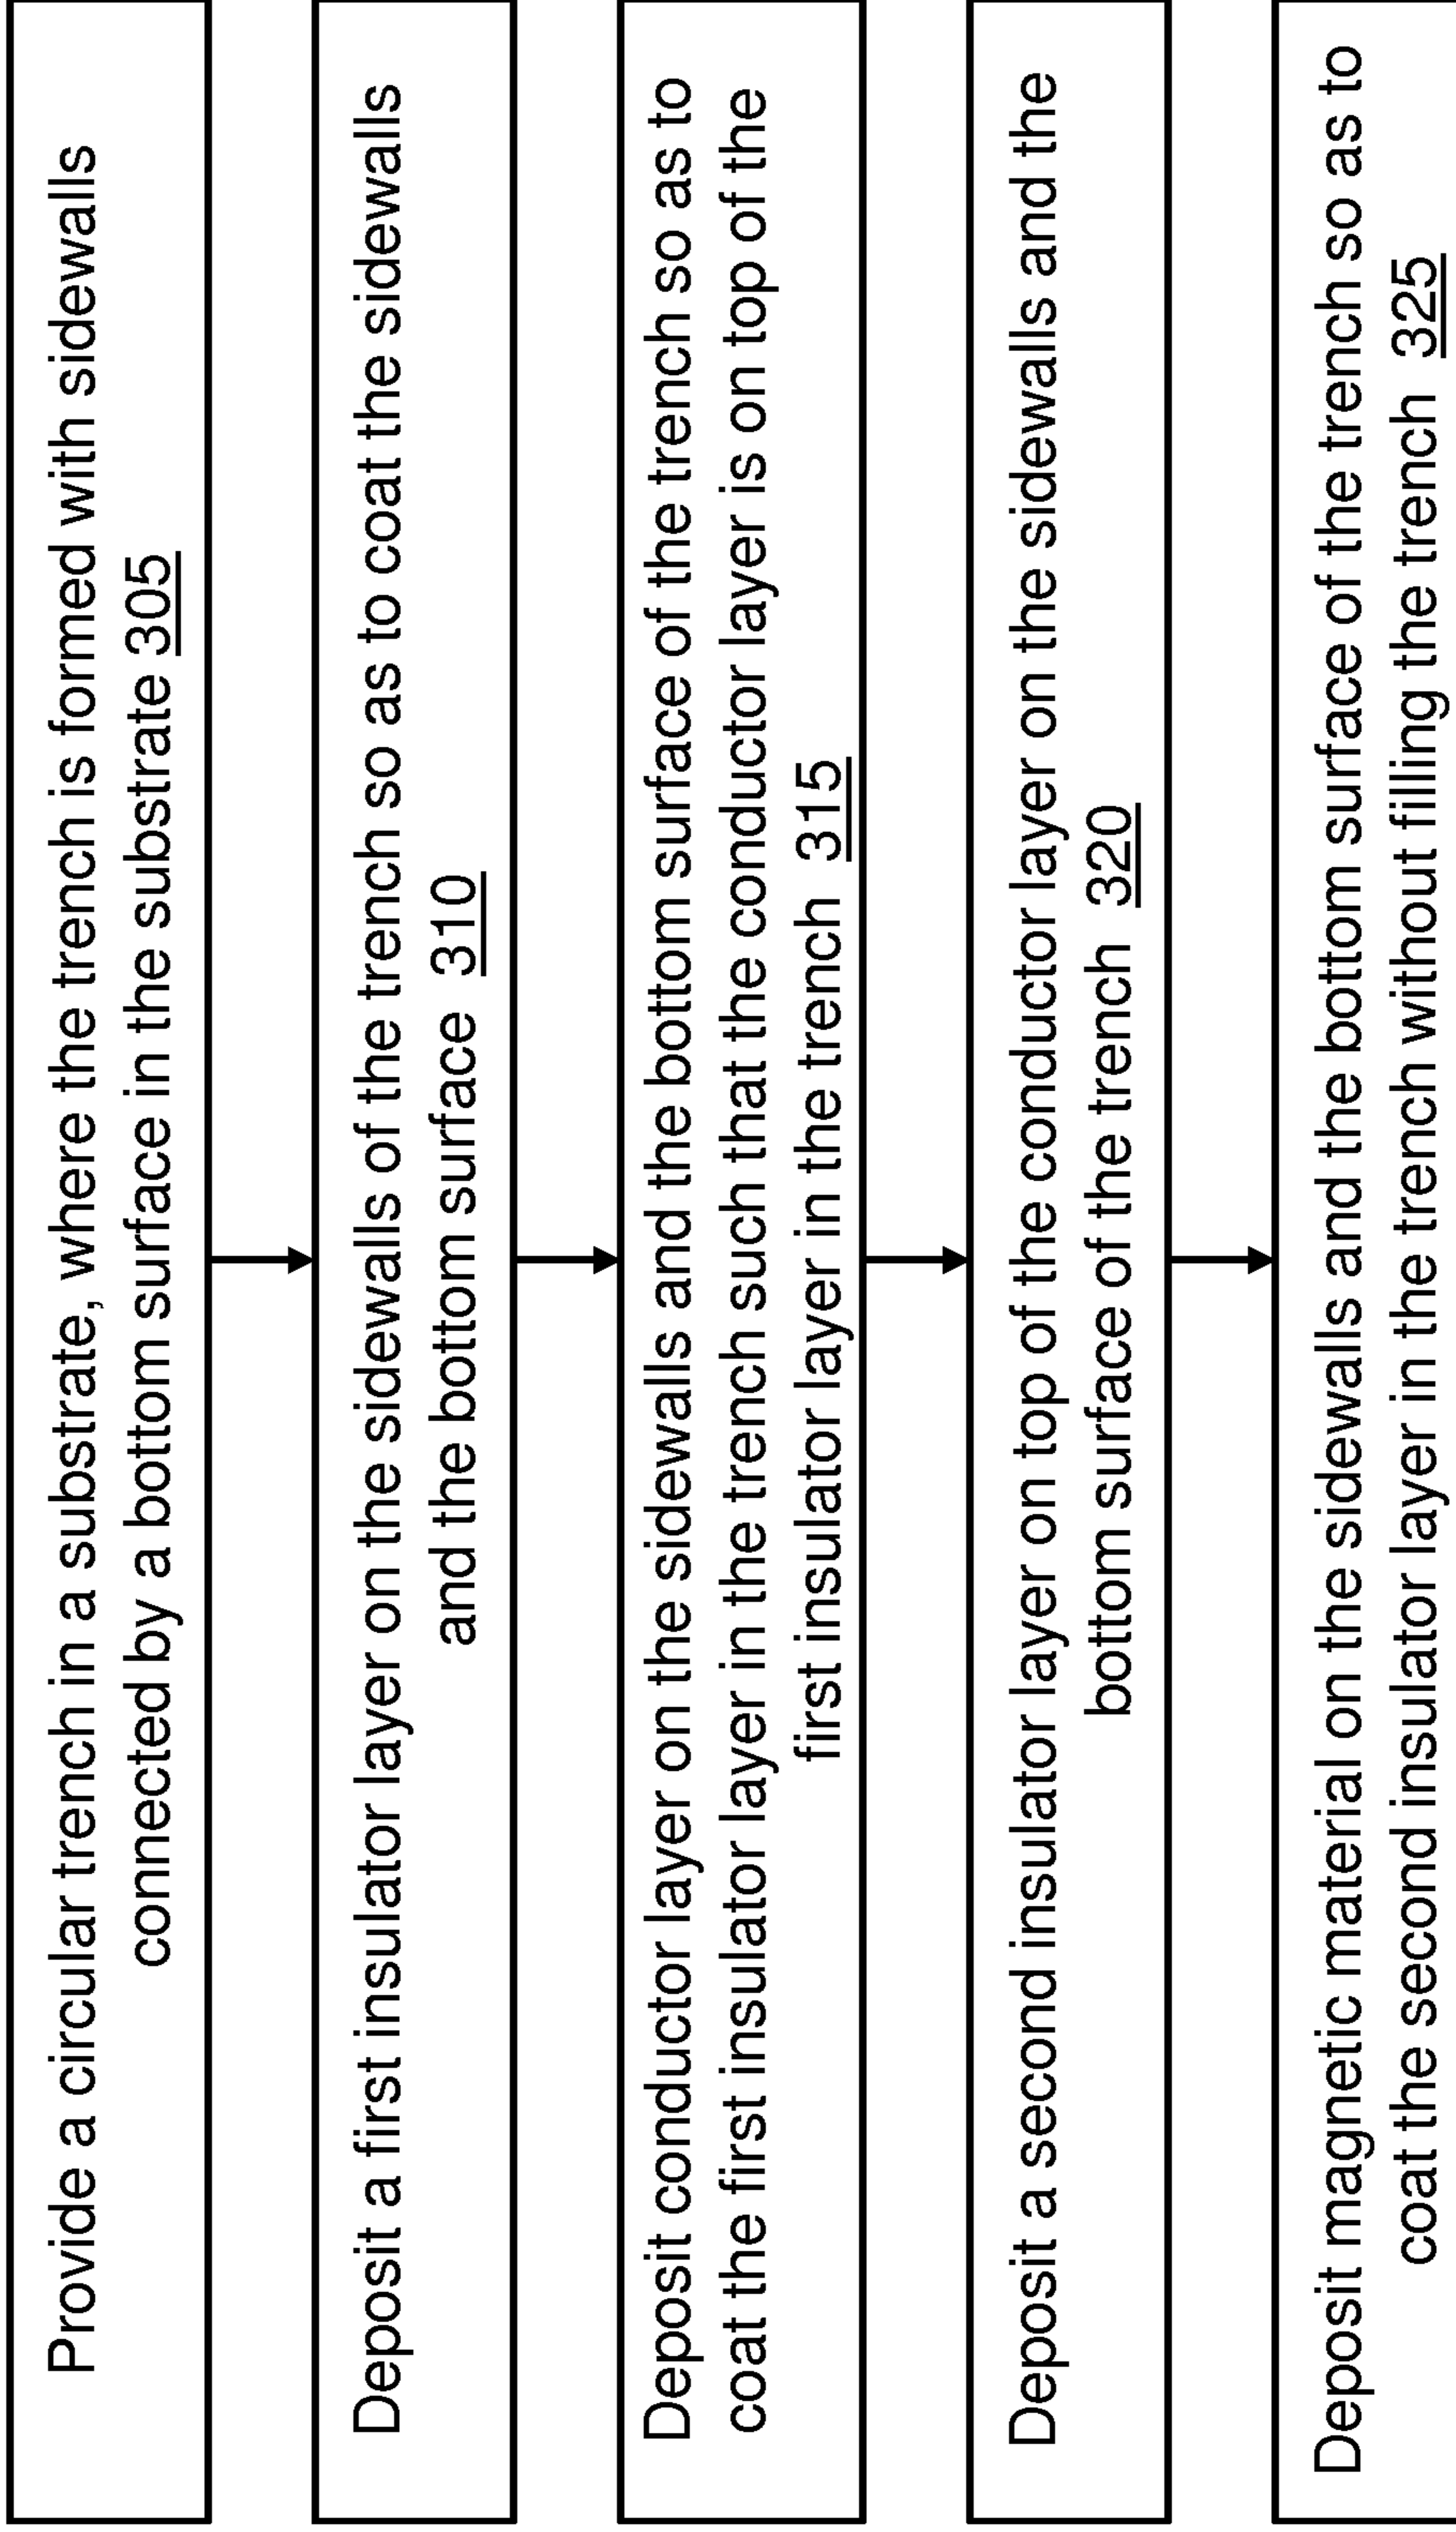 Provide a circular trench in a substrate, where the trench is formed with sidewalls
connected by a bottom surface in the substrate 305
Deposit a first insulator layer on the sidewalls of the trench so as to coat the sidewalls
and the bottom surface 310
Deposit conductor layer on the sidewalls and the bottom surface of the trench so as to
coat the first insulator layer in the trench such that the conductor layer is on top of the
first insulator layer in the trench 315
Deposit a second insulator layer on top of the conductor layer on the sidewalls and the
bottom surface of the trench 320
Deposit magnetic material on the sidewalls and the bottom surface of the trench so as to
coat the second insulator layer in the trench without filling the trench 325